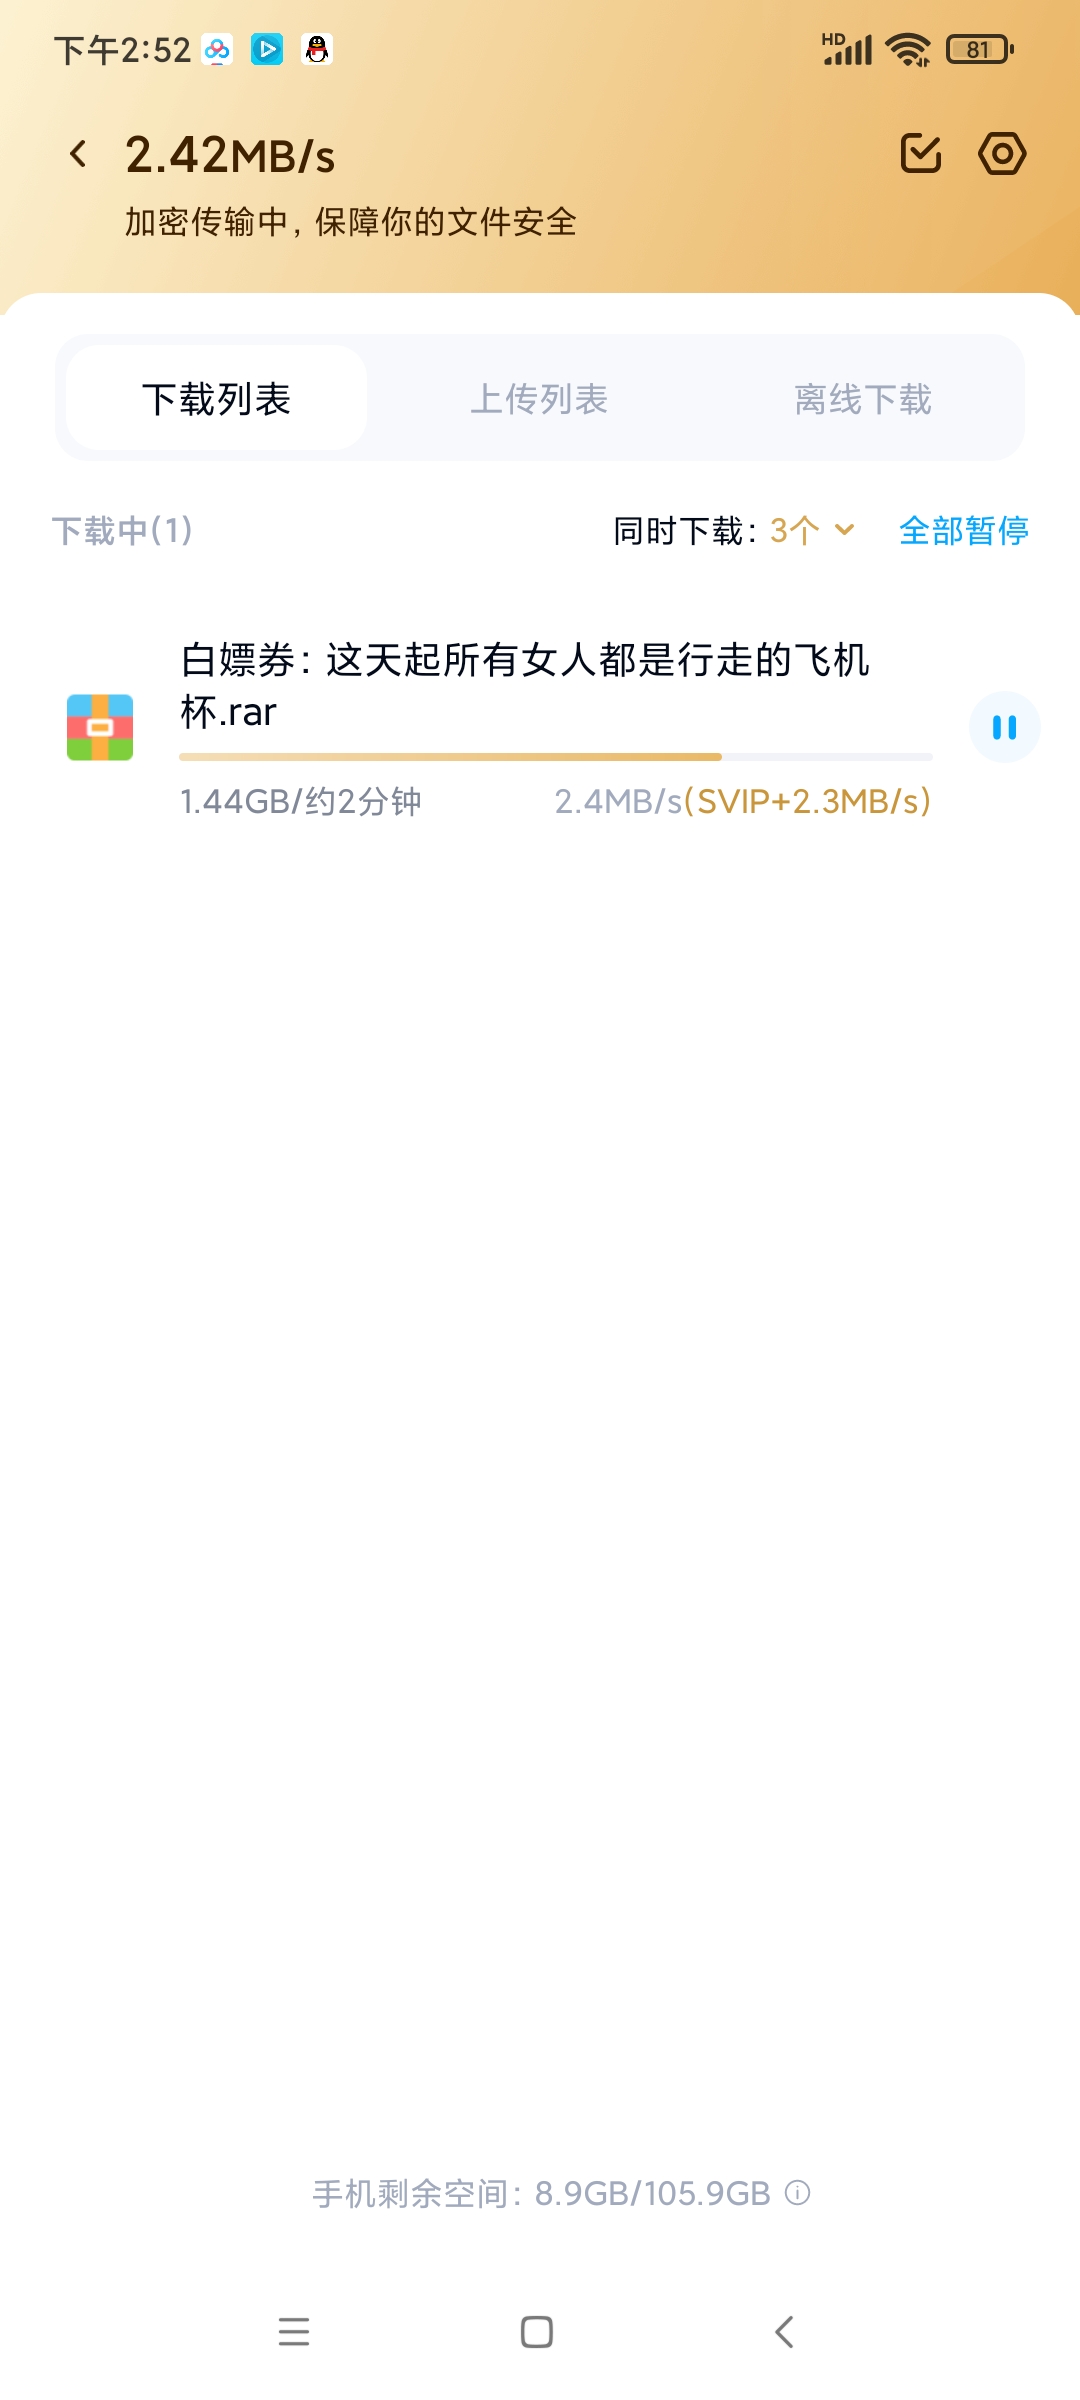 下午2:52
HD
81
2.42MB/s
加密传输中，保障你的文件安全
下载列表
上传列表
离线下载
下载中(1)
同时下载：3个
全部暂停
白嫖券：这天起所有女人都是行走的飞机
杯.rar
1.44GB/约2分钟
2.4MB/s(SVIP+2.3MB/s)
手机剩余空间：8.9GB/105.9GB